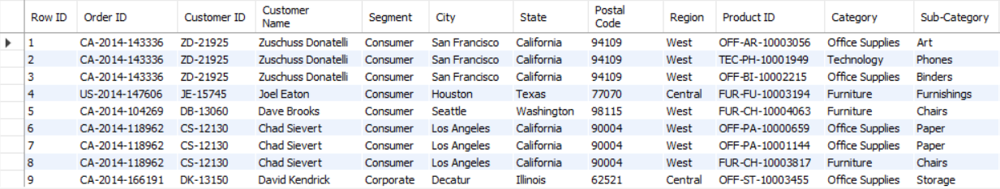 Row ID Order ID Customer ID Customer Name Segment City State Postal Code Region Product ID Category Sub-Category
1 CA-2014-143336 ZD-21925 Zuschuss Donatelli Consumer San Francisco California 94109 West OFF-AR-10003056 Office Supplies Art
2 CA-2014-143336 ZD-21925 Zuschuss Donatelli Consumer San Francisco California 94109 West TEC-PH-10001949 Technology Phones
3 CA-2014-143336 ZD-21925 Zuschuss Donatelli Consumer San Francisco California 94109 West OFF-BI-10002215 Office Supplies Binders
4 US-2014-147606 JE-15745 Joel Eaton Consumer Houston Texas 77070 Central FUR-FU-10003194 Furniture Furnishings
5 CA-2014-104269 DB-13060 Dave Brooks Consumer Seattle Washington 98115 West FUR-CH-10004063 Furniture Chairs
6 CA-2014-118962 CS-12130 Chad Sievert Consumer Los Angeles California 90004 West OFF-PA-10000659 Office Supplies Paper
7 CA-2014-118962 CS-12130 Chad Sievert Consumer Los Angeles California 90004 West OFF-PA-10001144 Office Supplies Paper
8 CA-2014-118962 CS-12130 Chad Sievert Consumer Los Angeles California 90004 West FUR-CH-10003817 Furniture Chairs
9 CA-2014-166191 DK-13150 David Kendrick Corporate Decatur Illinois 62521 Central OFF-ST-10003455 Office Supplies Storage